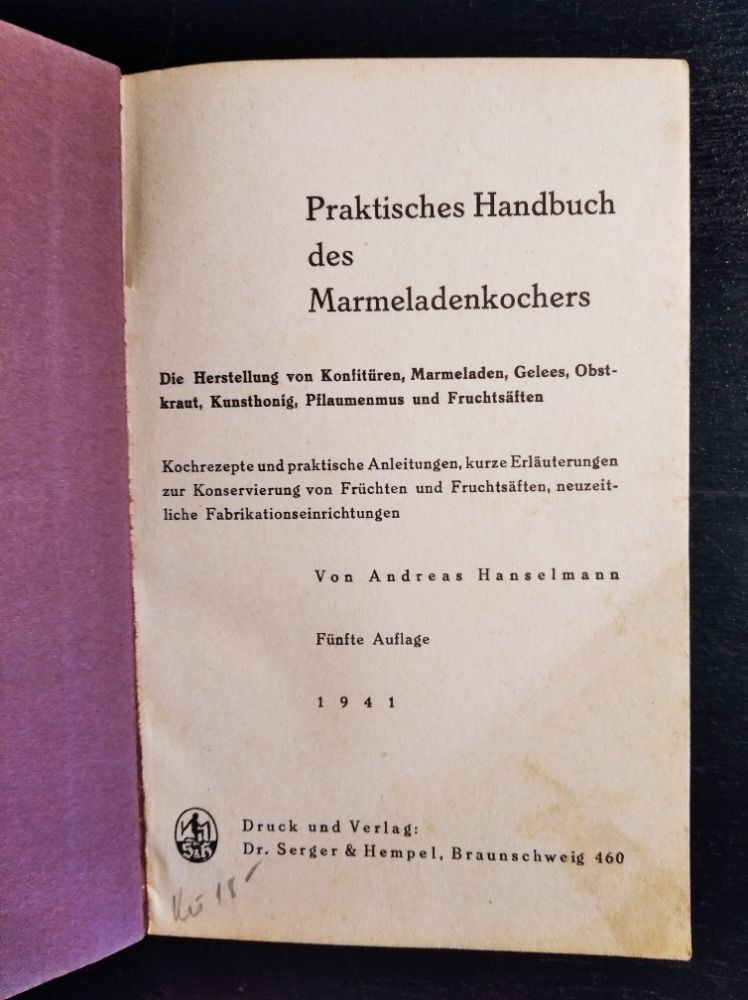 Praktisches Handbuch
des
Marmeladenkochers
Die Herstellung von Konfitüren, Marmeladen, Gelees, Obst-
kraut, Kunsthonig, Pflaumenmus und Fruchtsäften
Kochrezepte und praktische Anleitungen, kurze Erläuterungen
zur Konservierung von Früchten und Fruchtsäften, neuzeit-
liche Fabrikationseinrichtungen
Von Andreas Hanselmann
Fünfte Auflage
1941
Druck und Verlag:
Dr. Serger & Hempel, Braunschweig 460
18